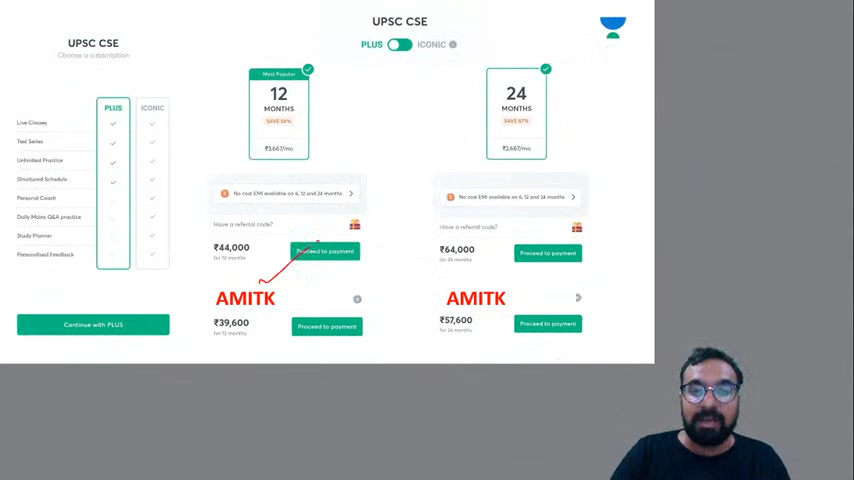 UPSC CSE
Choose a subscription
PLUS
ICONIC
Live Classes
Test Series
Unlimited Practice
Structured Schedule
Personal Coach
Daily Mains Q&A practice
Study Planner
Personalised Feedback
Continue with PLUS
UPSC CSE
PLUS
ICONIC
Most Popular
12
MONTHS
SAVE 54%
₹3,667/mo
No cost EMI available on 6, 12 and 24 months
Have a referral code?
₹44,000
for 12 months
Proceed to payment
AMITK
₹39,600
for 12 months
Proceed to payment
24
MONTHS
SAVE 67%
₹2,667/mo
No cost EMI available on 6, 12 and 24 months
Have a referral code?
₹64,000
for 24 months
Proceed to payment
AMITK
₹57,600
for 24 months
Proceed to payment